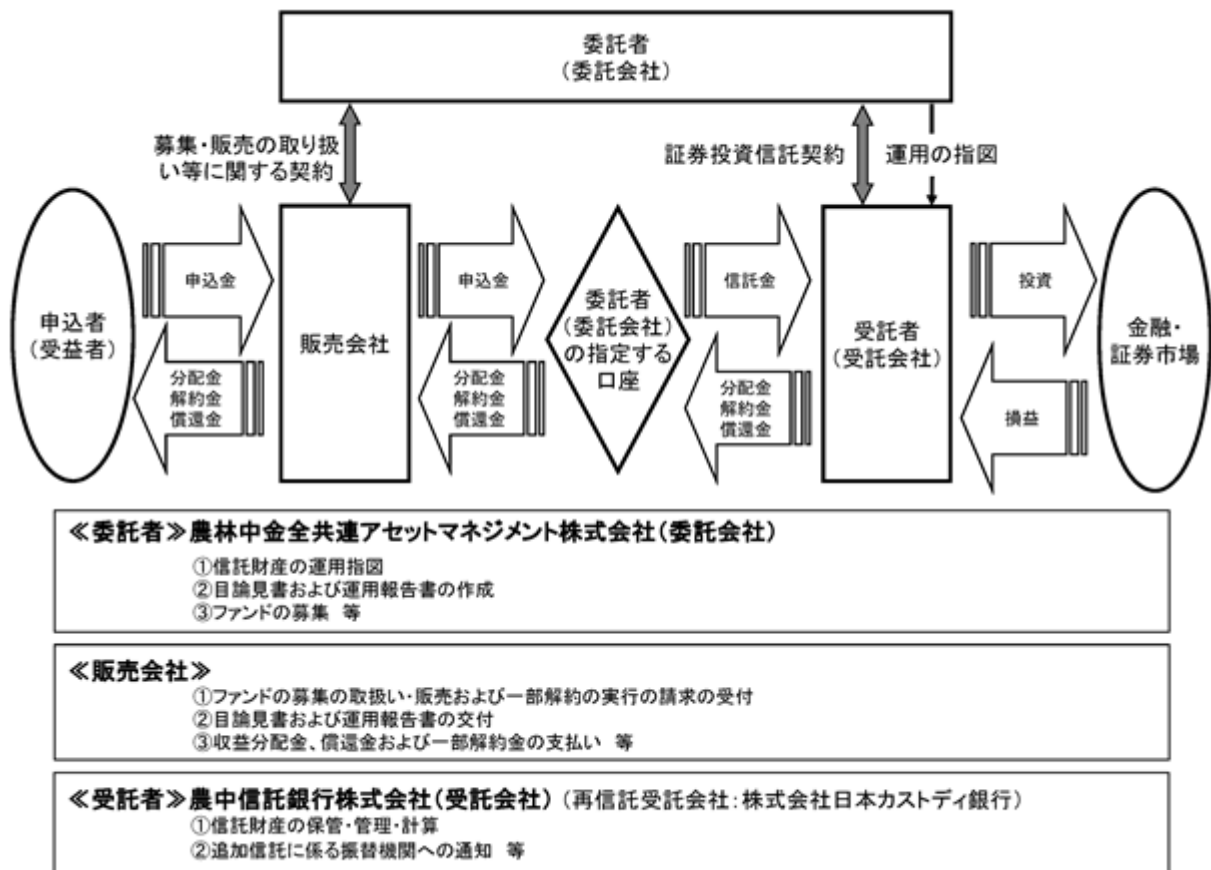 委託者
（委託会社）
募集・販売の取り扱
い等に関する契約
証券投資信託契約
運用の指図
申込者
（受益者）
申込金
分配金
解約金
償還金
販売会社
申込金
分配金
解約金
償還金
委託者
（委託会社）
の指定する
口座
信託金
分配金
解約金
償還金
受託者
（受託会社）
投資
損益
金融・
証券市場
≪委託者≫農林中金全共連アセットマネジメント株式会社（委託会社）
①信託財産の運用指図
②目論見書および運用報告書の作成
③ファンドの募集 等
≪販売会社≫
①ファンドの募集の取扱い・販売および一部解約の実行の請求の受付
②目論見書および運用報告書の交付
③収益分配金、償還金および一部解約金の支払い 等
≪受託者≫農中信託銀行株式会社（受託会社）（再信託受託会社：株式会社日本カストディ銀行）
①信託財産の保管・管理・計算
②追加信託に係る振替機関への通知 等